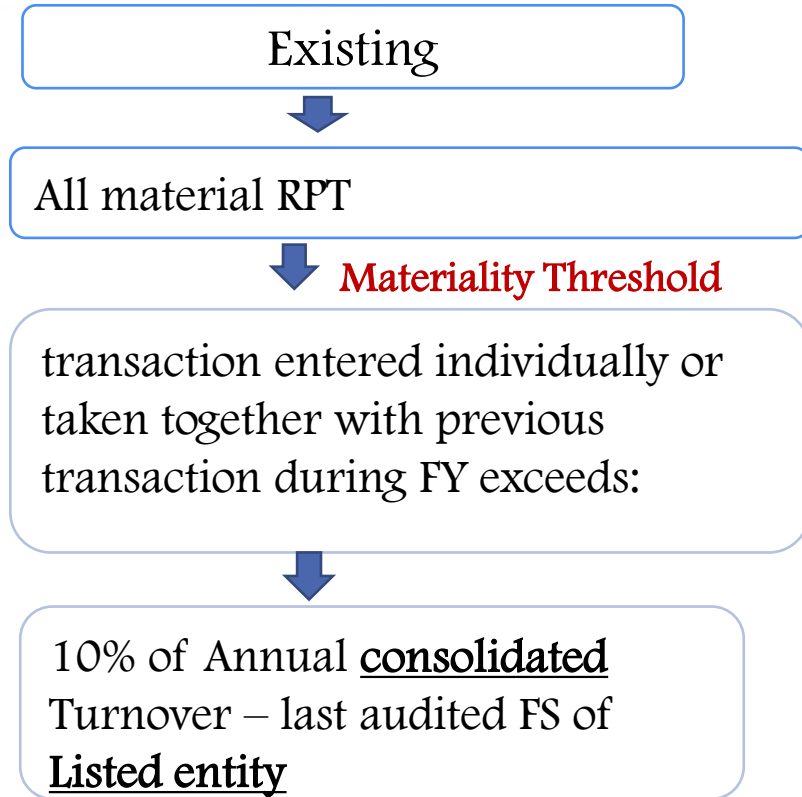 Existing
All material RPT
Materiality Threshold
transaction entered individually or
taken together with previous
transaction during FY exceeds:
10% of Annual consolidated
Turnover – last audited FS of
Listed entity